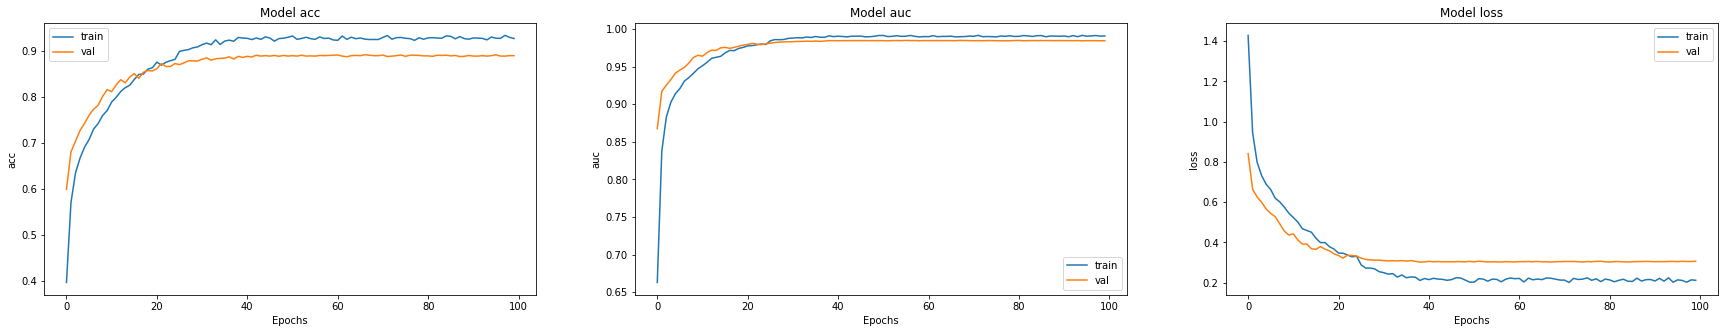 Model acc
train
val
0.9
0.8
0.7
0.6
0.5
0.4
acc
0 20 40 60 80 100
Epochs
Model auc
1.00
0.95
0.90
0.85
0.80
0.75
0.70
0.65
auc
train
val
0 20 40 60 80 100
Epochs
Model loss
train
val
1.4
1.2
1.0
0.8
0.6
0.4
0.2
loss
0 20 40 60 80 100
Epochs